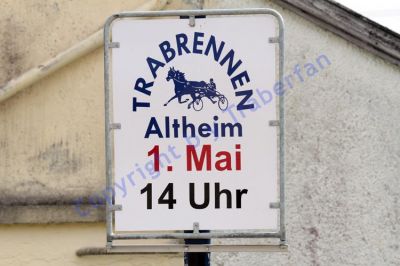 TRABRENNEN
Altheim
1. Mai
14 Uhr
Copyright by Traberfan